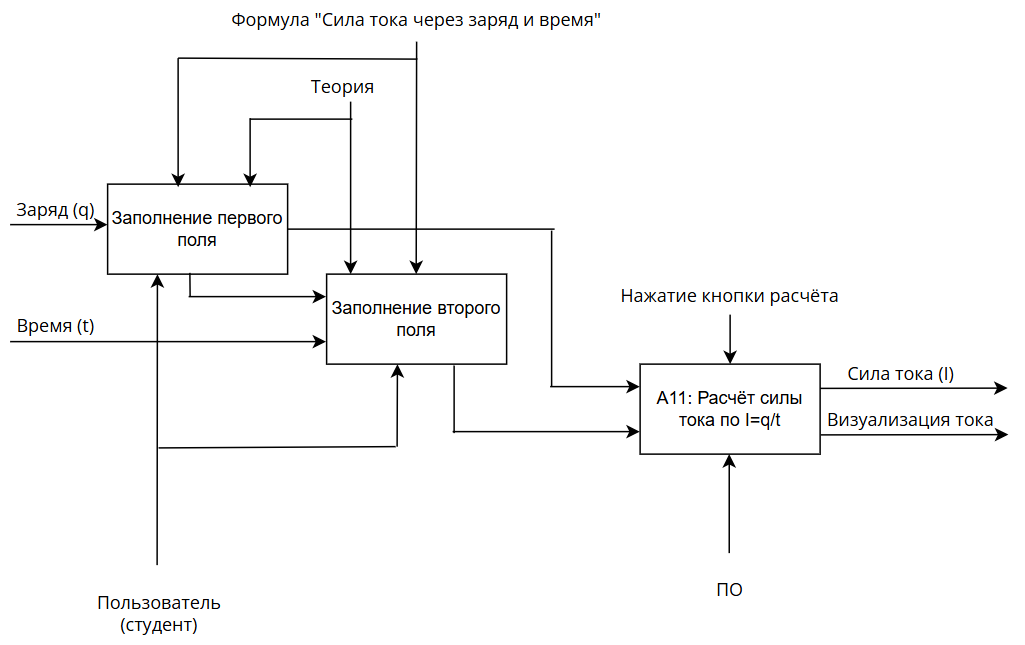 Формула "Сила тока через заряд и время"
Теория
Заряд (q)
Заполнение первого
поля
Время (t)
Заполнение второго
поля
Нажатие кнопки расчёта
А11: Расчёт силы
тока по I=q/t
Сила тока (I)
Визуализация тока
Пользователь
(студент)
ПО